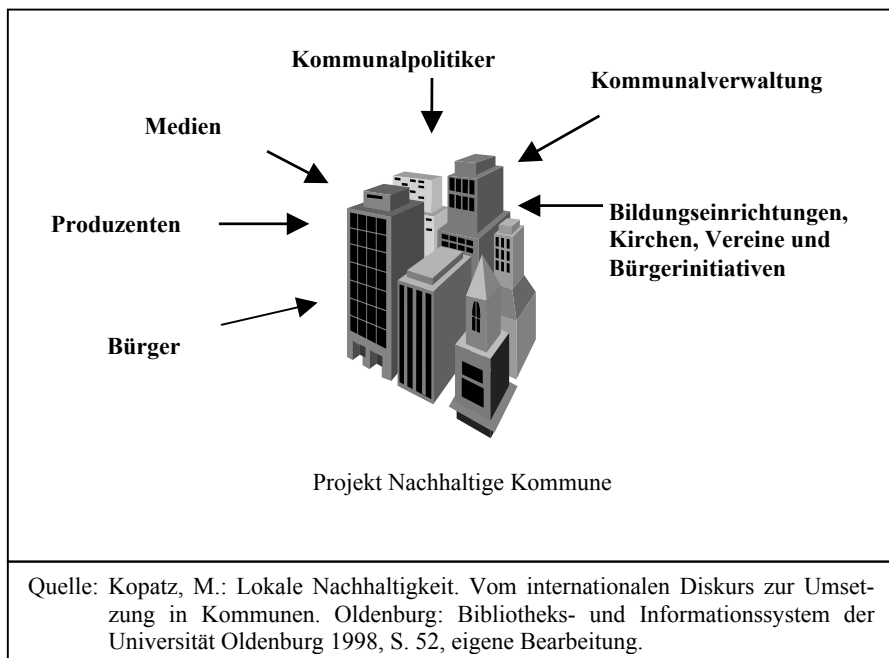 Kommunalpolitiker
Kommunalverwaltung
Medien
Produzenten
Bildungseinrichtungen,
Kirchen, Vereine und
Bürgerinitiativen
Bürger
Projekt Nachhaltige Kommune
Quelle: Kopatz, M.: Lokale Nachhaltigkeit. Vom internationalen Diskurs zur Umset-
zung in Kommunen. Oldenburg: Bibliotheks- und Informationssystem der
Universität Oldenburg 1998, S. 52, eigene Bearbeitung.